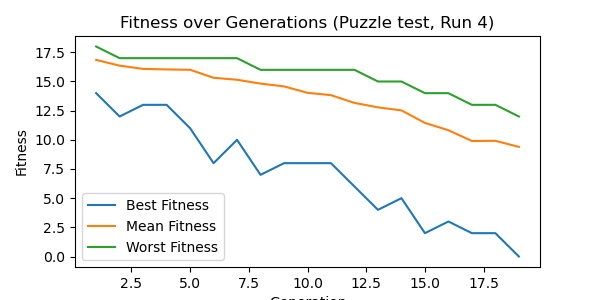 Fitness over Generations (Puzzle test, Run 4)
Fitness
17.5
15.0
12.5
10.0
7.5
5.0
2.5
0.0
Best Fitness
Mean Fitness
Worst Fitness
2.5 5.0 7.5 10.0 12.5 15.0 17.5
Generation